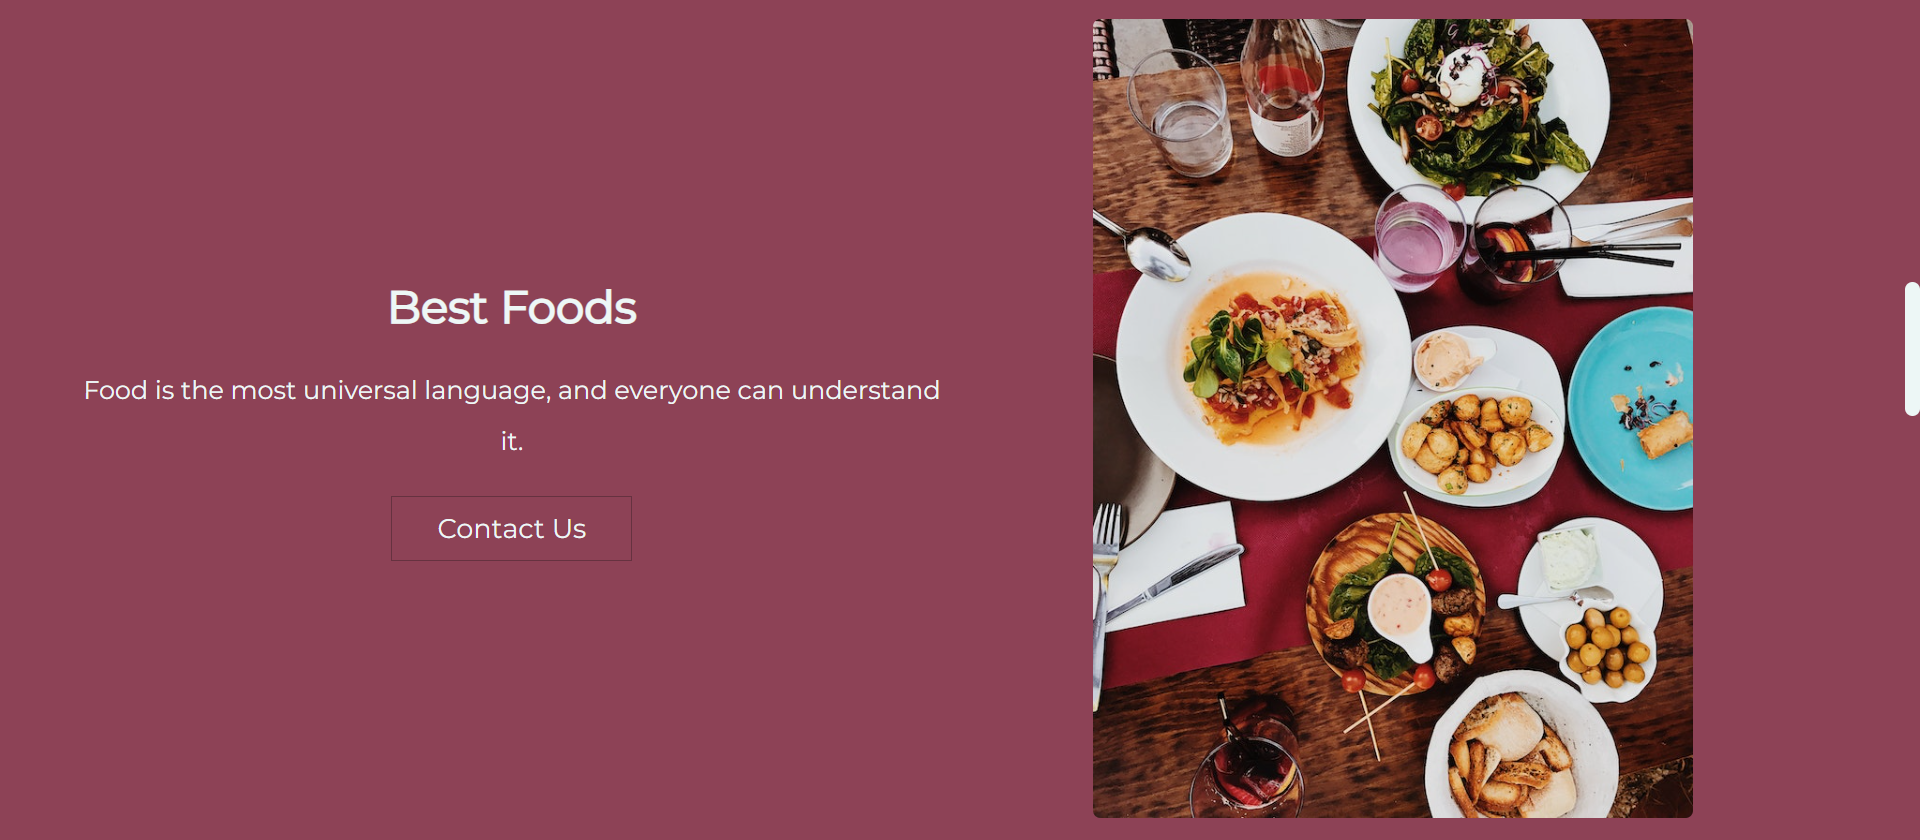 Best Foods
Food is the most universal language, and everyone can understand
it.
Contact Us